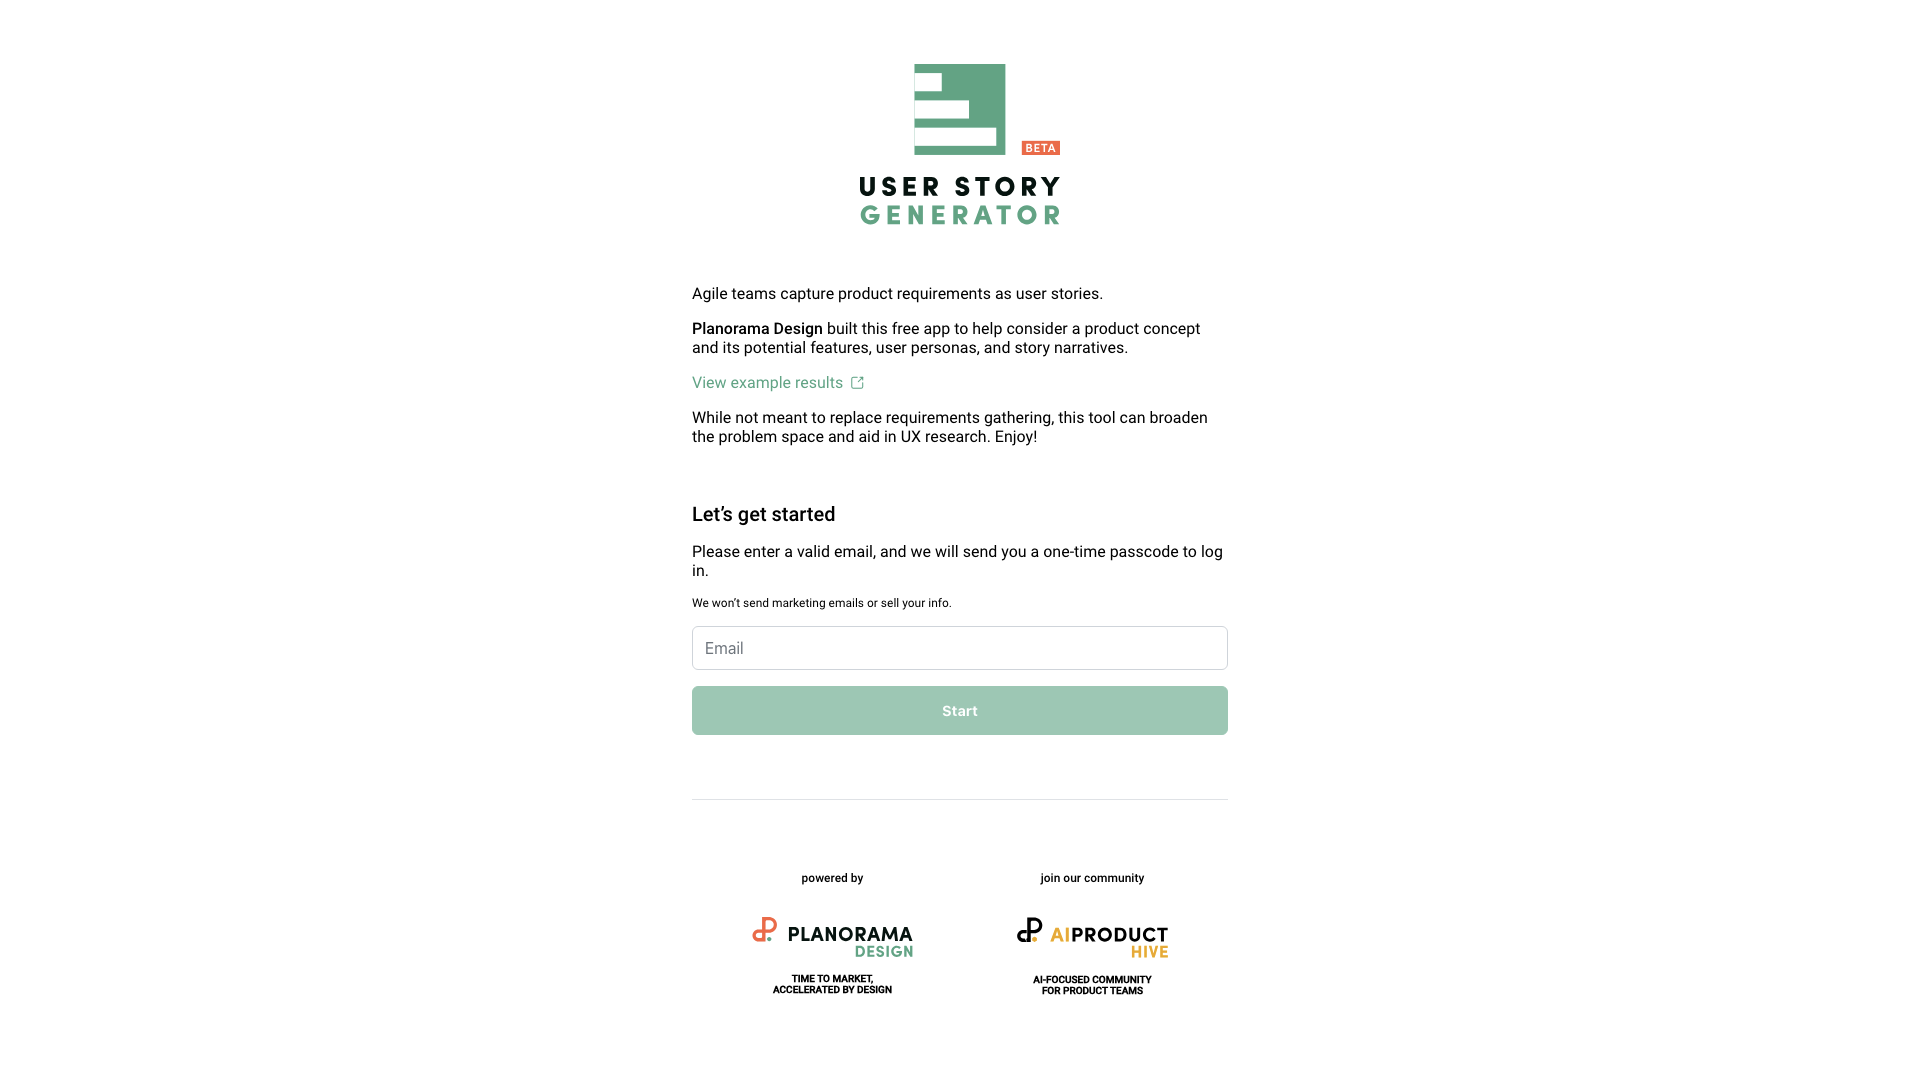 BETA
USER STORY
GENERATOR
Agile teams capture product requirements as user stories.
Planorama Design built this free app to help consider a product concept
and its potential features, user personas, and story narratives.
View example results
While not meant to replace requirements gathering, this tool can broaden
the problem space and aid in UX research. Enjoy!
Let’s get started
Please enter a valid email, and we will send you a one-time passcode to log
in.
We won’t send marketing emails or sell your info.
Email
Start
powered by
PLANORAMA
DESIGN
TIME TO MARKET,
ACCELERATED BY DESIGN
join our community
AIPRODUCT
HIVE
AI-FOCUSED COMMUNITY
FOR PRODUCT TEAMS